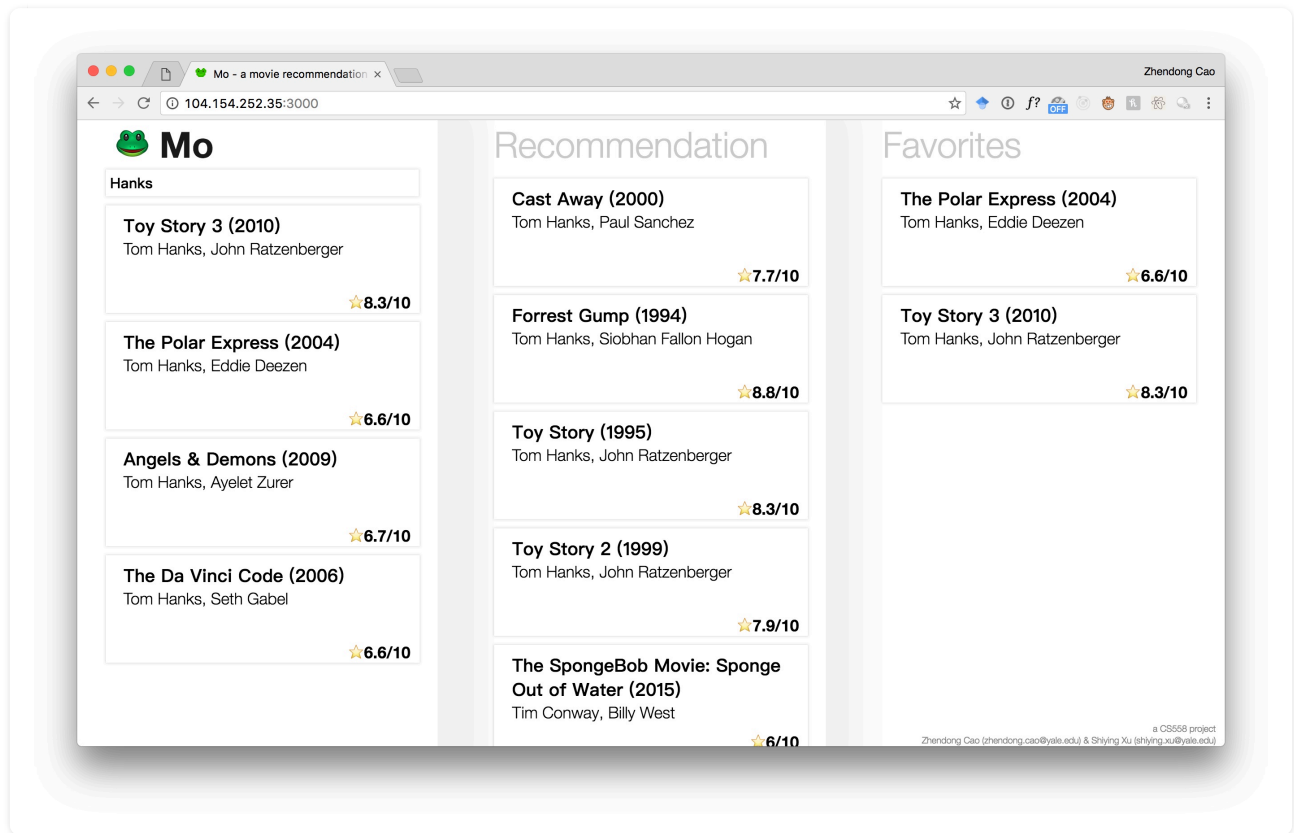 Mo - a movie recommendation
Zhendong Cao
104.154.252.35:3000
f?
OFF
Mo
Hanks
Toy Story 3 (2010)
Tom Hanks, John Ratzenberger
8.3/10
The Polar Express (2004)
Tom Hanks, Eddie Deezen
6.6/10
Angels & Demons (2009)
Tom Hanks, Ayelet Zurer
6.7/10
The Da Vinci Code (2006)
Tom Hanks, Seth Gabel
6.6/10
Recommendation
Cast Away (2000)
Tom Hanks, Paul Sanchez
7.7/10
Forrest Gump (1994)
Tom Hanks, Siobhan Fallon Hogan
8.8/10
Toy Story (1995)
Tom Hanks, John Ratzenberger
8.3/10
Toy Story 2 (1999)
Tom Hanks, John Ratzenberger
7.9/10
The SpongeBob Movie: Sponge
Out of Water (2015)
Tim Conway, Billy West
6/10
Favorites
The Polar Express (2004)
Tom Hanks, Eddie Deezen
6.6/10
Toy Story 3 (2010)
Tom Hanks, John Ratzenberger
8.3/10
a CS558 project
Zhendong Cao (zhendong.cao@yale.edu) & Shiying Xu (shiying.xu@yale.edu)